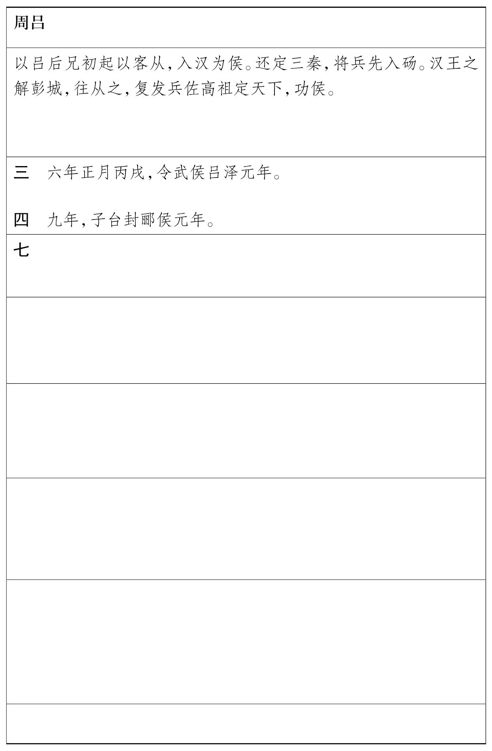 周吕
以吕后兄初起以客从，入汉为侯。还定三秦，将兵先入砀。汉王之
解彭城，往从之，复发兵佐高祖定天下，功侯。
三　六年正月丙戌，令武侯吕泽元年。
四　九年，子台封郦侯元年。
七